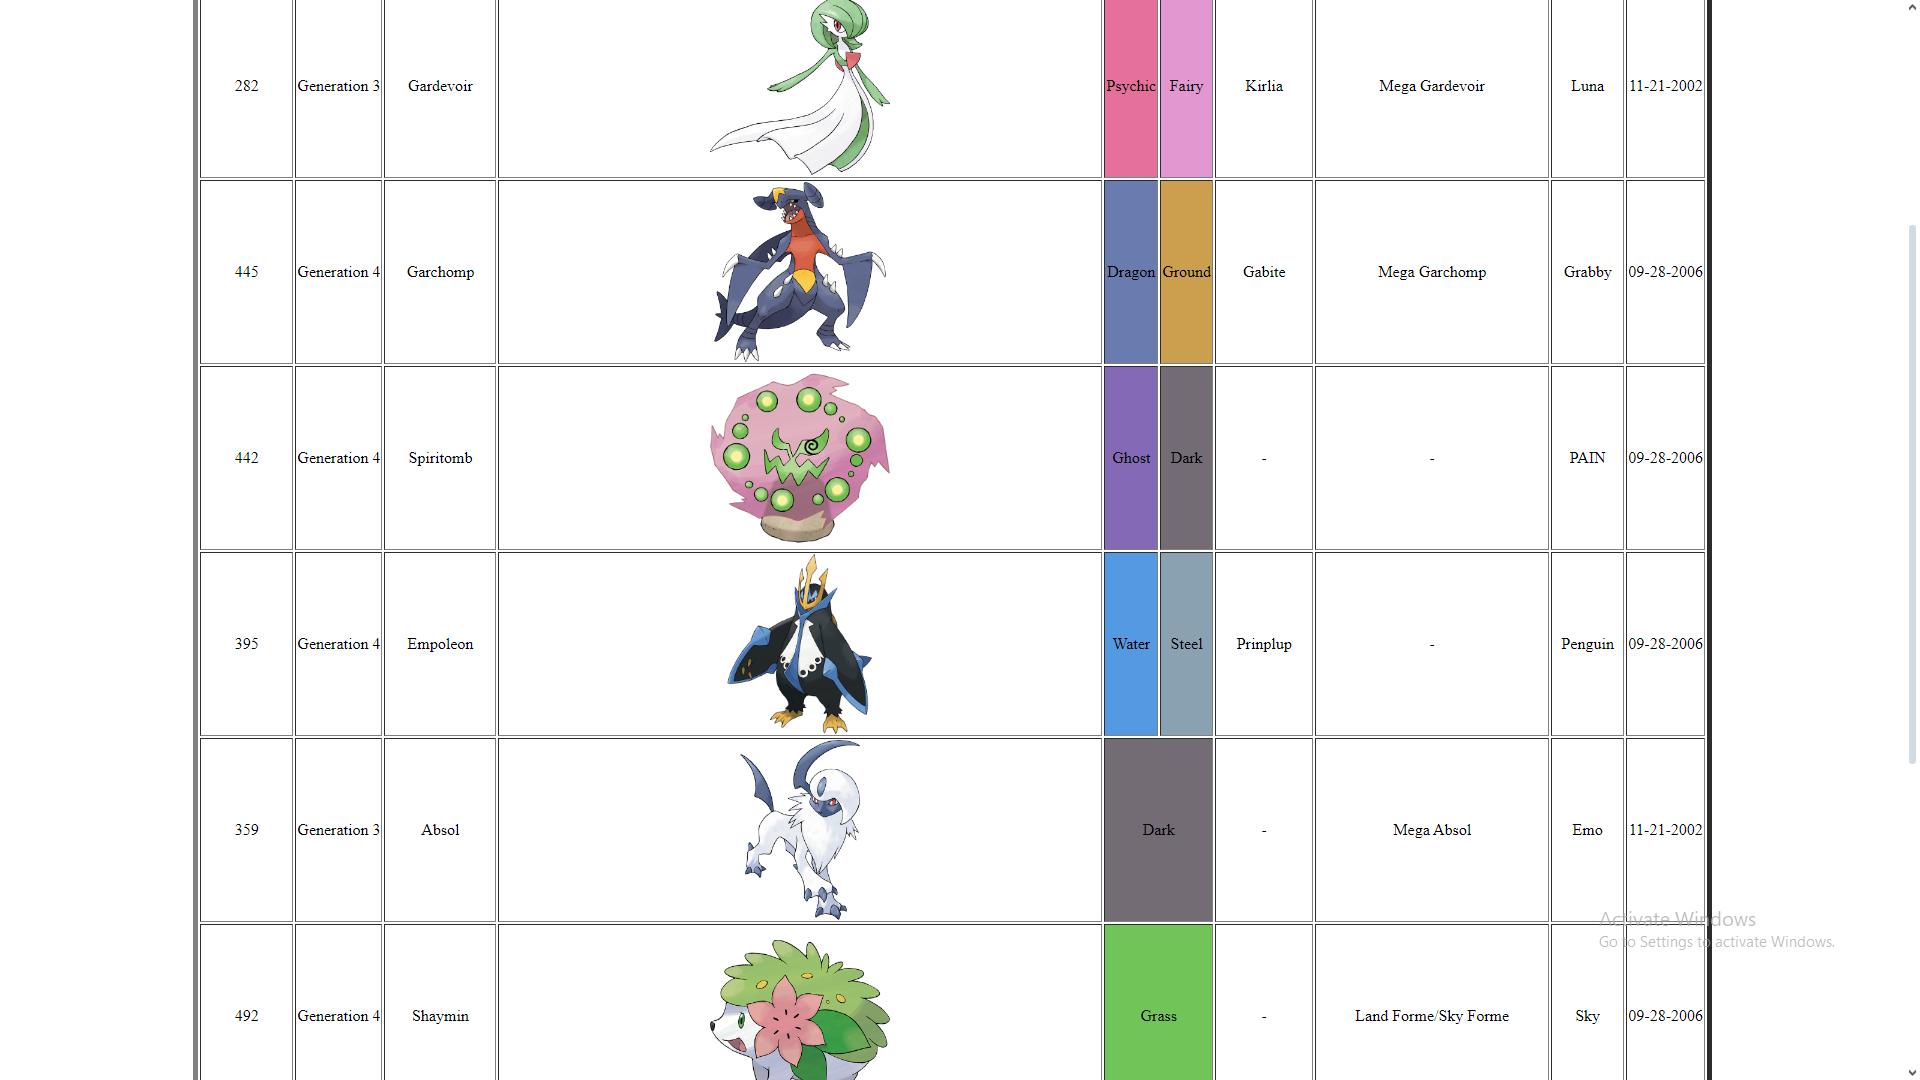 282 Generation 3 Gardevoir Psychic Fairy Kirlia Mega Gardevoir Luna 11-21-2002
445 Generation 4 Garchomp Dragon Ground Gabite Mega Garchomp Grabby 09-28-2006
442 Generation 4 Spiritomb Ghost Dark - - PAIN 09-28-2006
395 Generation 4 Empoleon Water Steel Prinplup - Penguin 09-28-2006
359 Generation 3 Absol Dark - Mega Absol Emo 11-21-2002
Activate Windows
Go to Settings to activate Windows.
492 Generation 4 Shaymin Grass - Land Forme/Sky Forme Sky 09-28-2006